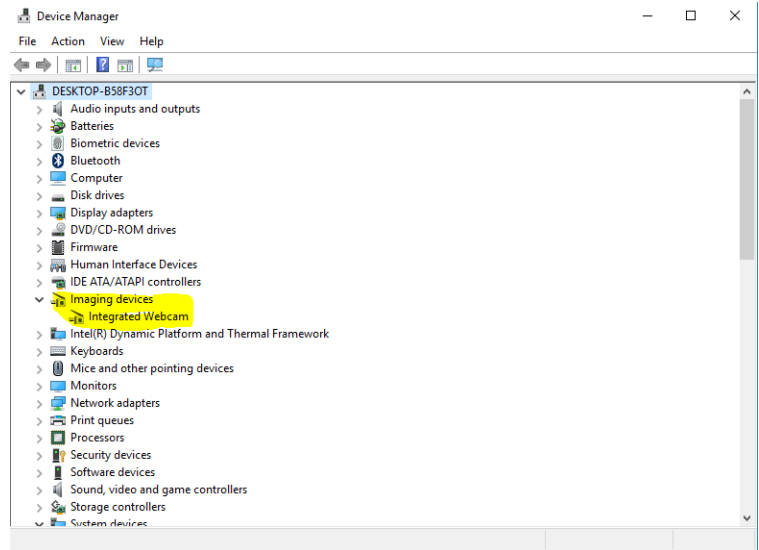 Device Manager
File Action View Help
DESKTOP-B58F3OT
Audio inputs and outputs
Batteries
Biometric devices
Bluetooth
Computer
Disk drives
Display adapters
DVD/CD-ROM drives
Firmware
Human Interface Devices
IDE ATA/ATAPI controllers
Imaging devices
Integrated Webcam
Intel(R) Dynamic Platform and Thermal Framework
Keyboards
Mice and other pointing devices
Monitors
Network adapters
Print queues
Processors
Security devices
Software devices
Sound, video and game controllers
Storage controllers
System devices